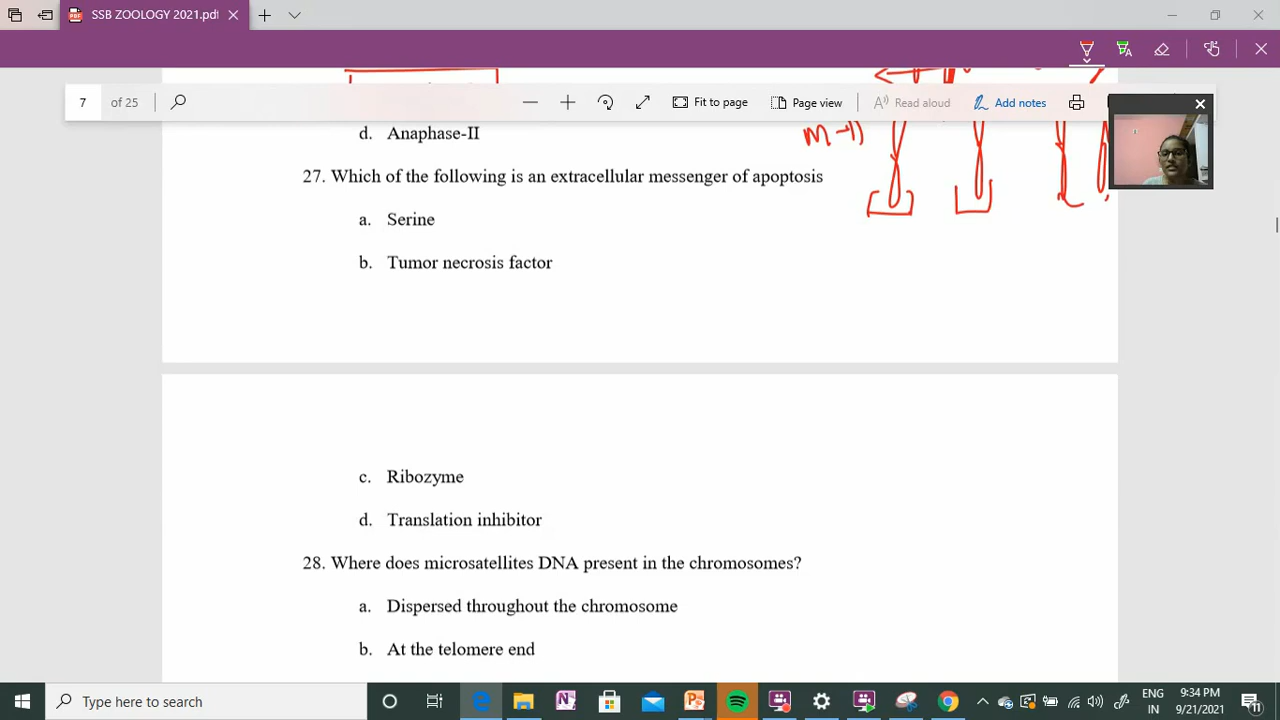 SSB ZOOLOGY 2021.pdf
7 of 25
Fit to page
Page view
Read aloud
Add notes
d. Anaphase-II
m-II
27. Which of the following is an extracellular messenger of apoptosis
a. Serine
b. Tumor necrosis factor
c. Ribozyme
d. Translation inhibitor
28. Where does microsatellites DNA present in the chromosomes?
a. Dispersed throughout the chromosome
b. At the telomere end
Type here to search
ENG
IN
9:34 PM
9/21/2021
11